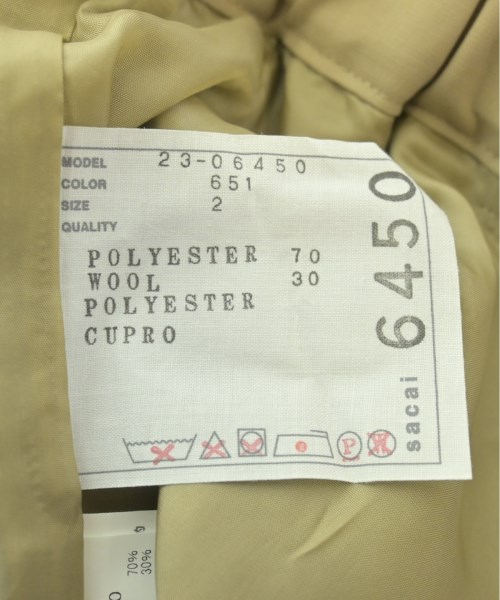 MODEL 23-06450
COLOR 651
SIZE 2
QUALITY
POLYESTER 70
WOOL 30
POLYESTER
CUPRO
P
W
sacai 6450
70%
30%